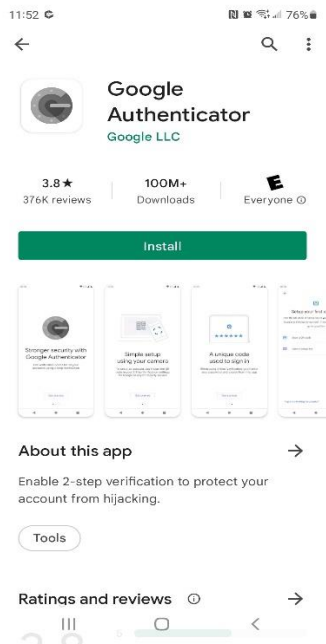 11:52
76%
Google
Authenticator
Google LLC
3.8★ 100M+ E
376K reviews Downloads Everyone
Install
Stronger security with
Google Authenticator
Simple setup
using your camera
A unique code
used to sign in
About this app
Enable 2-step verification to protect your
account from hijacking.
Tools
Ratings and reviews